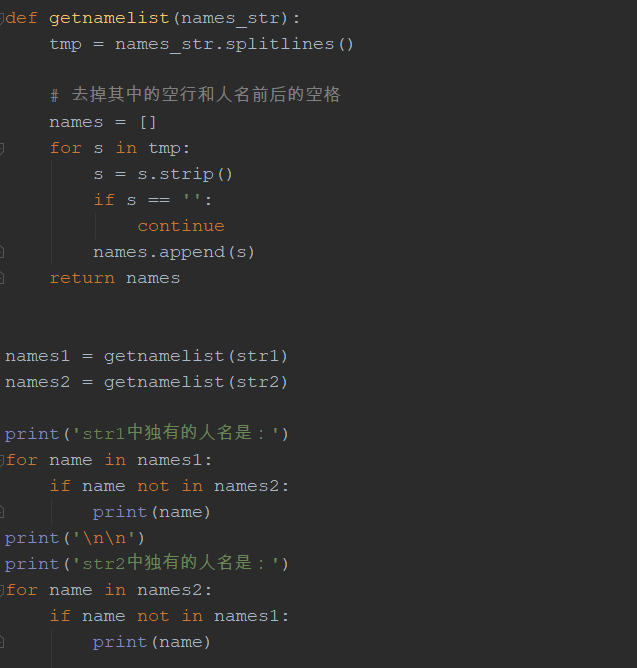 def getnamelist(names_str):
    tmp = names_str.splitlines()
    # 去掉其中的空行和人名前后的空格
    names = []
    for s in tmp:
        s = s.strip()
        if s == '':
            continue
        names.append(s)
    return names
names1 = getnamelist(str1)
names2 = getnamelist(str2)
print('str1中独有的人名是：')
for name in names1:
    if name not in names2:
        print(name)
print('\n\n')
print('str2中独有的人名是：')
for name in names2:
    if name not in names1:
        print(name)